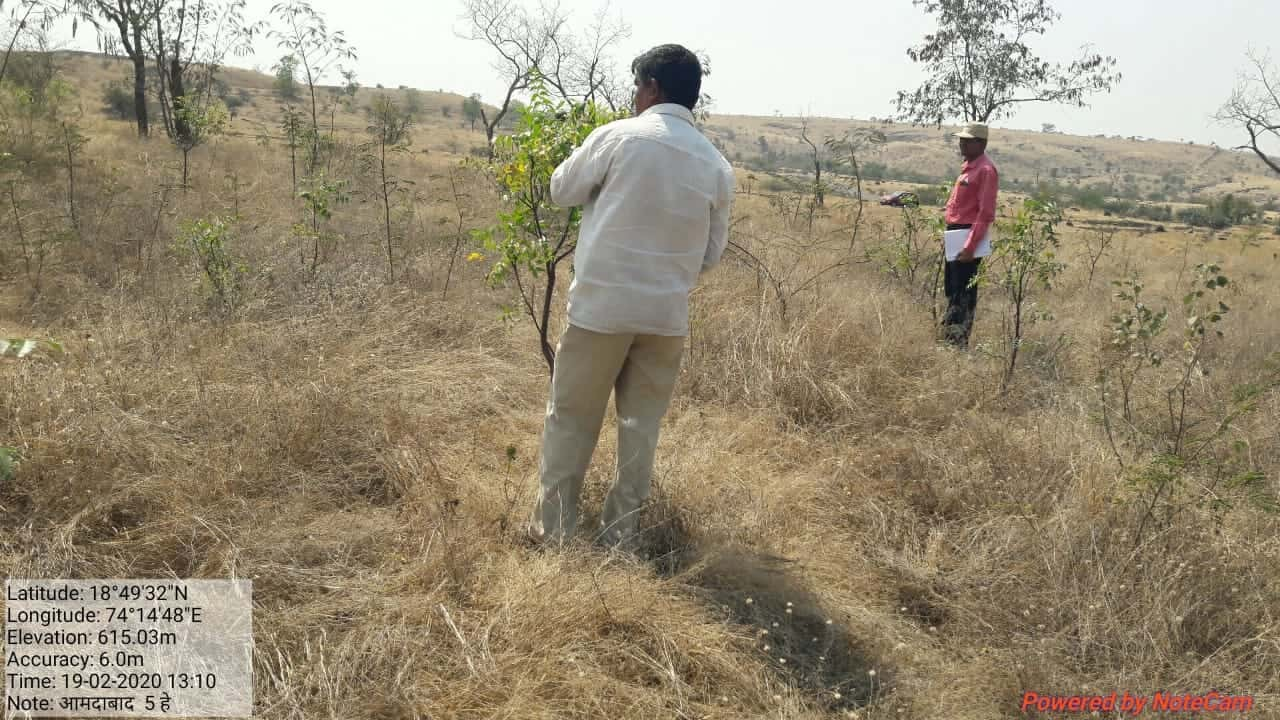 Latitude: 18°49'32"N
Longitude: 74°14'48"E
Elevation: 615.03m
Accuracy: 6.0m
Time: 19-02-2020 13:10
Note: आमदाबाद 5 हे
Powered by NoteCam